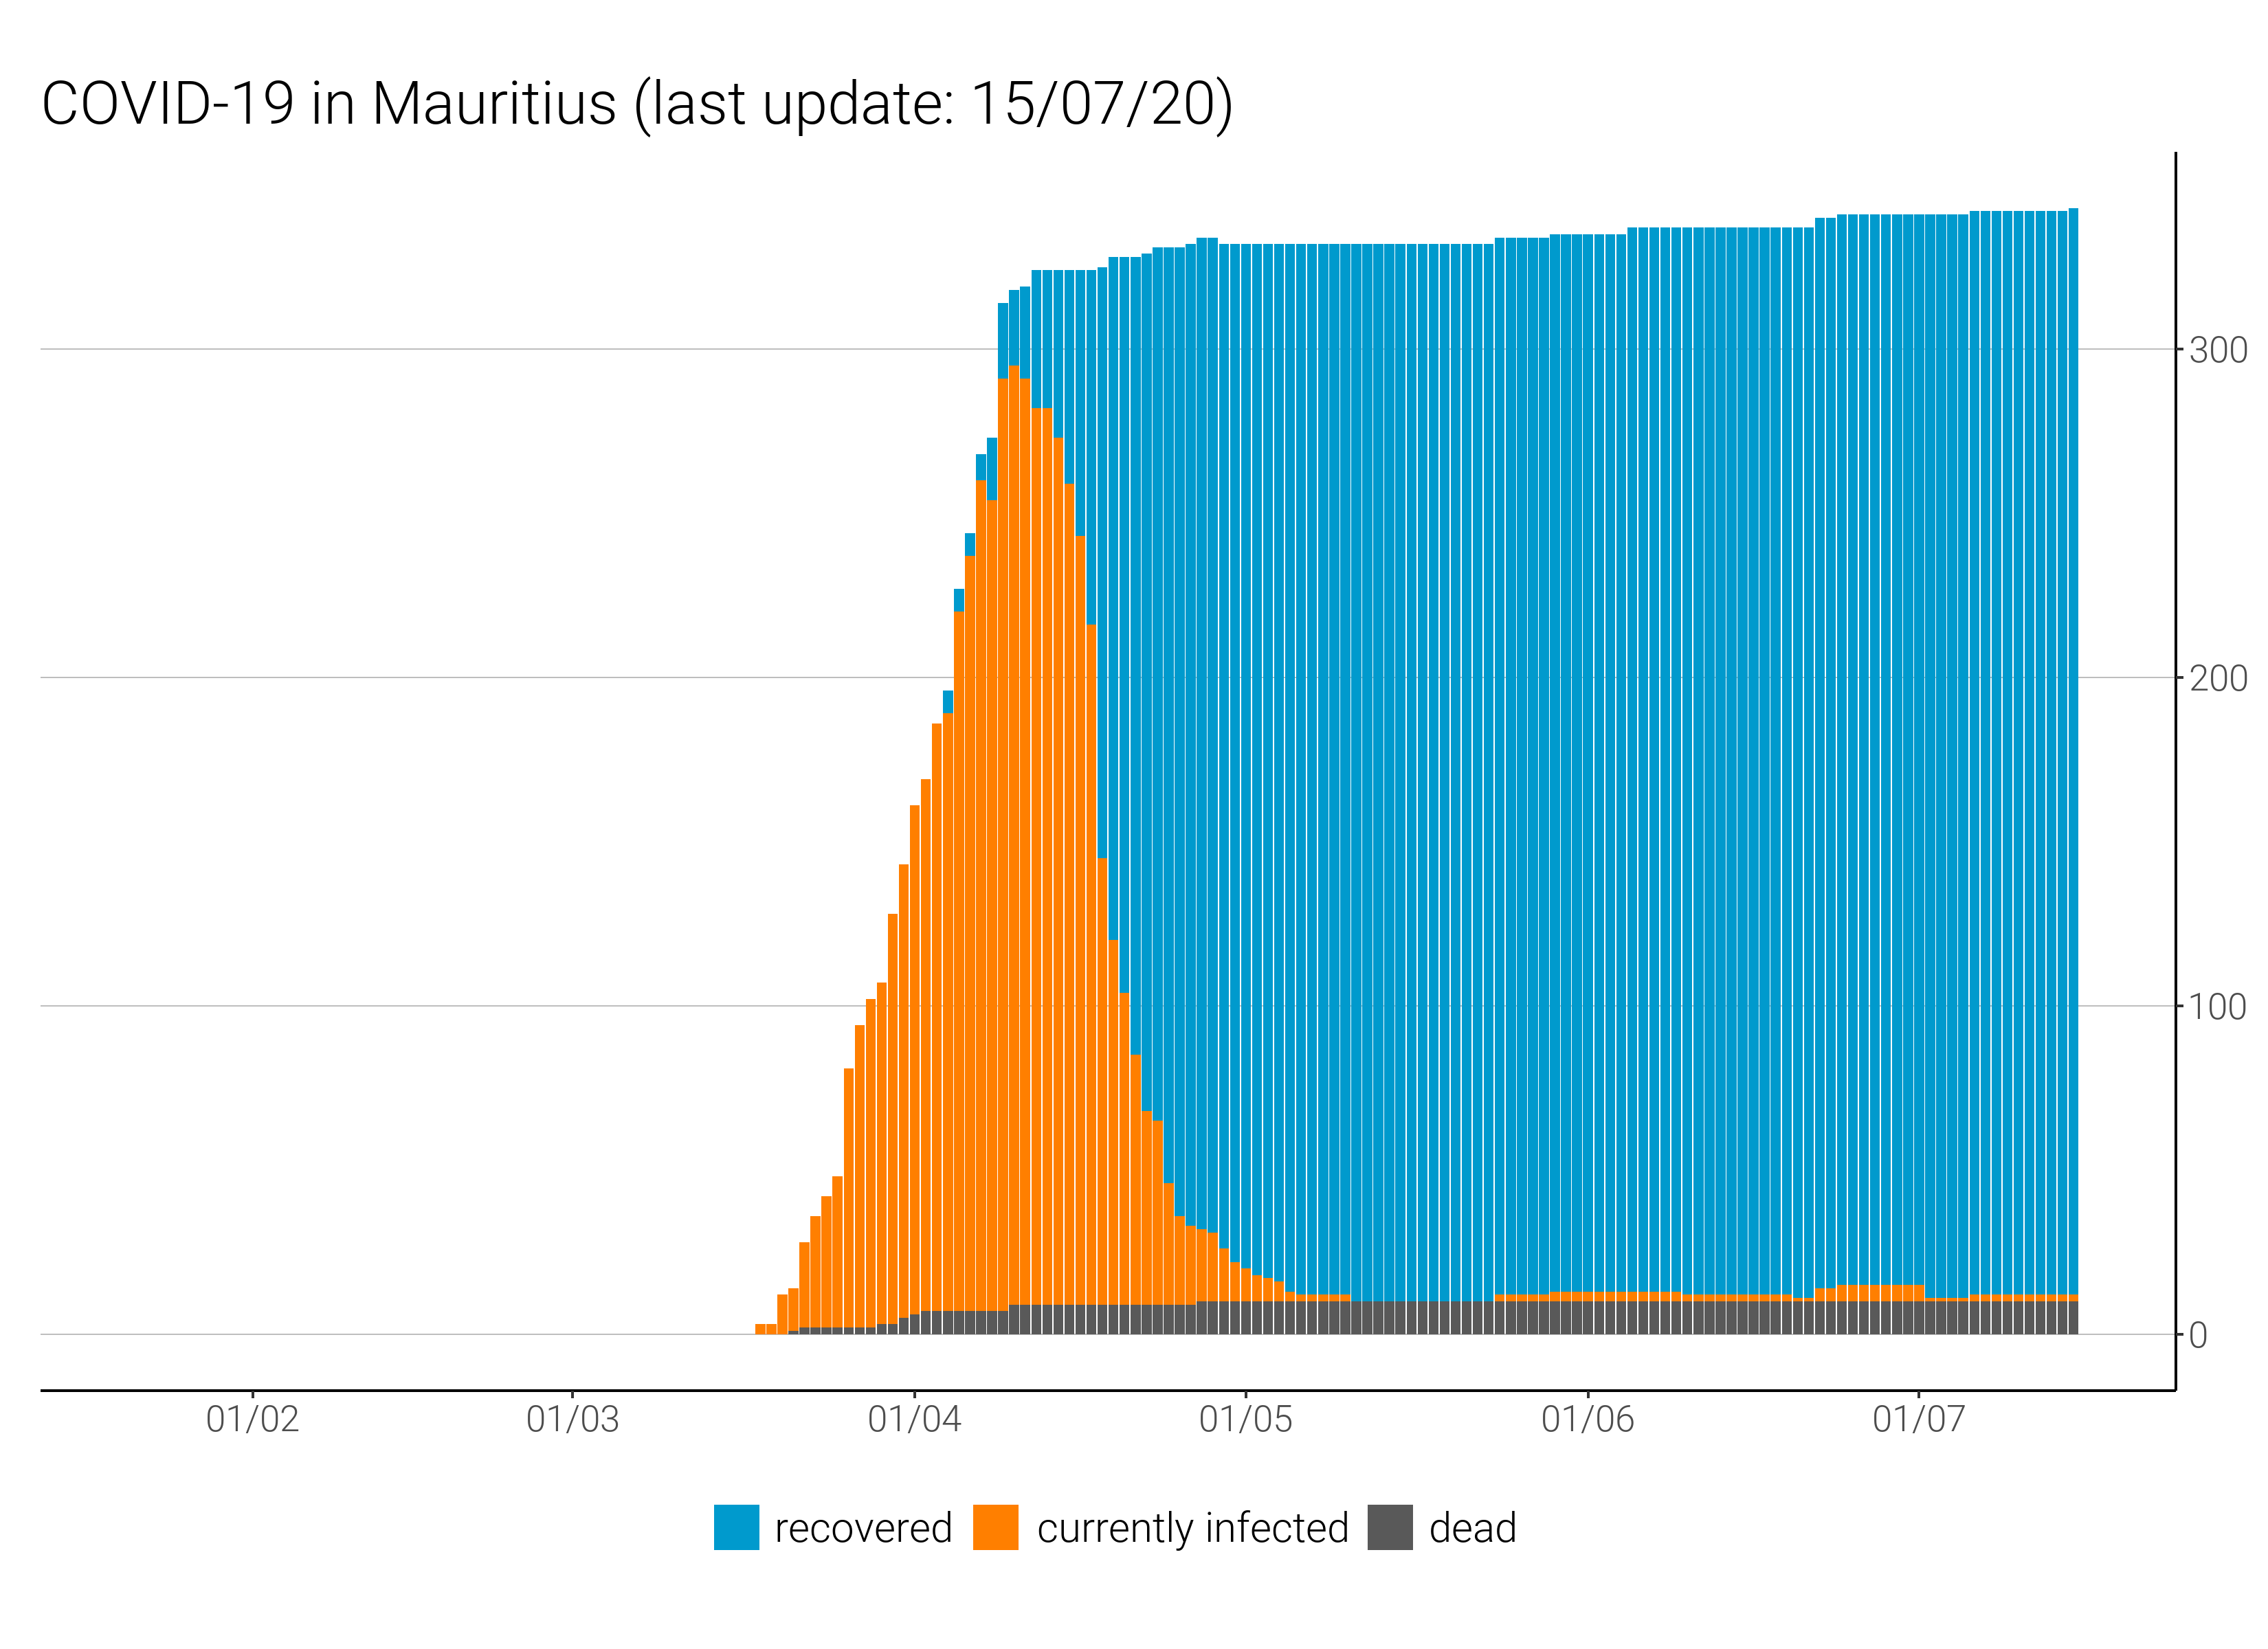 COVID-19 in Mauritius (last update: 15/07/20)
300
200
100
0
01/02 01/03 01/04 01/05 01/06 01/07
recovered currently infected dead